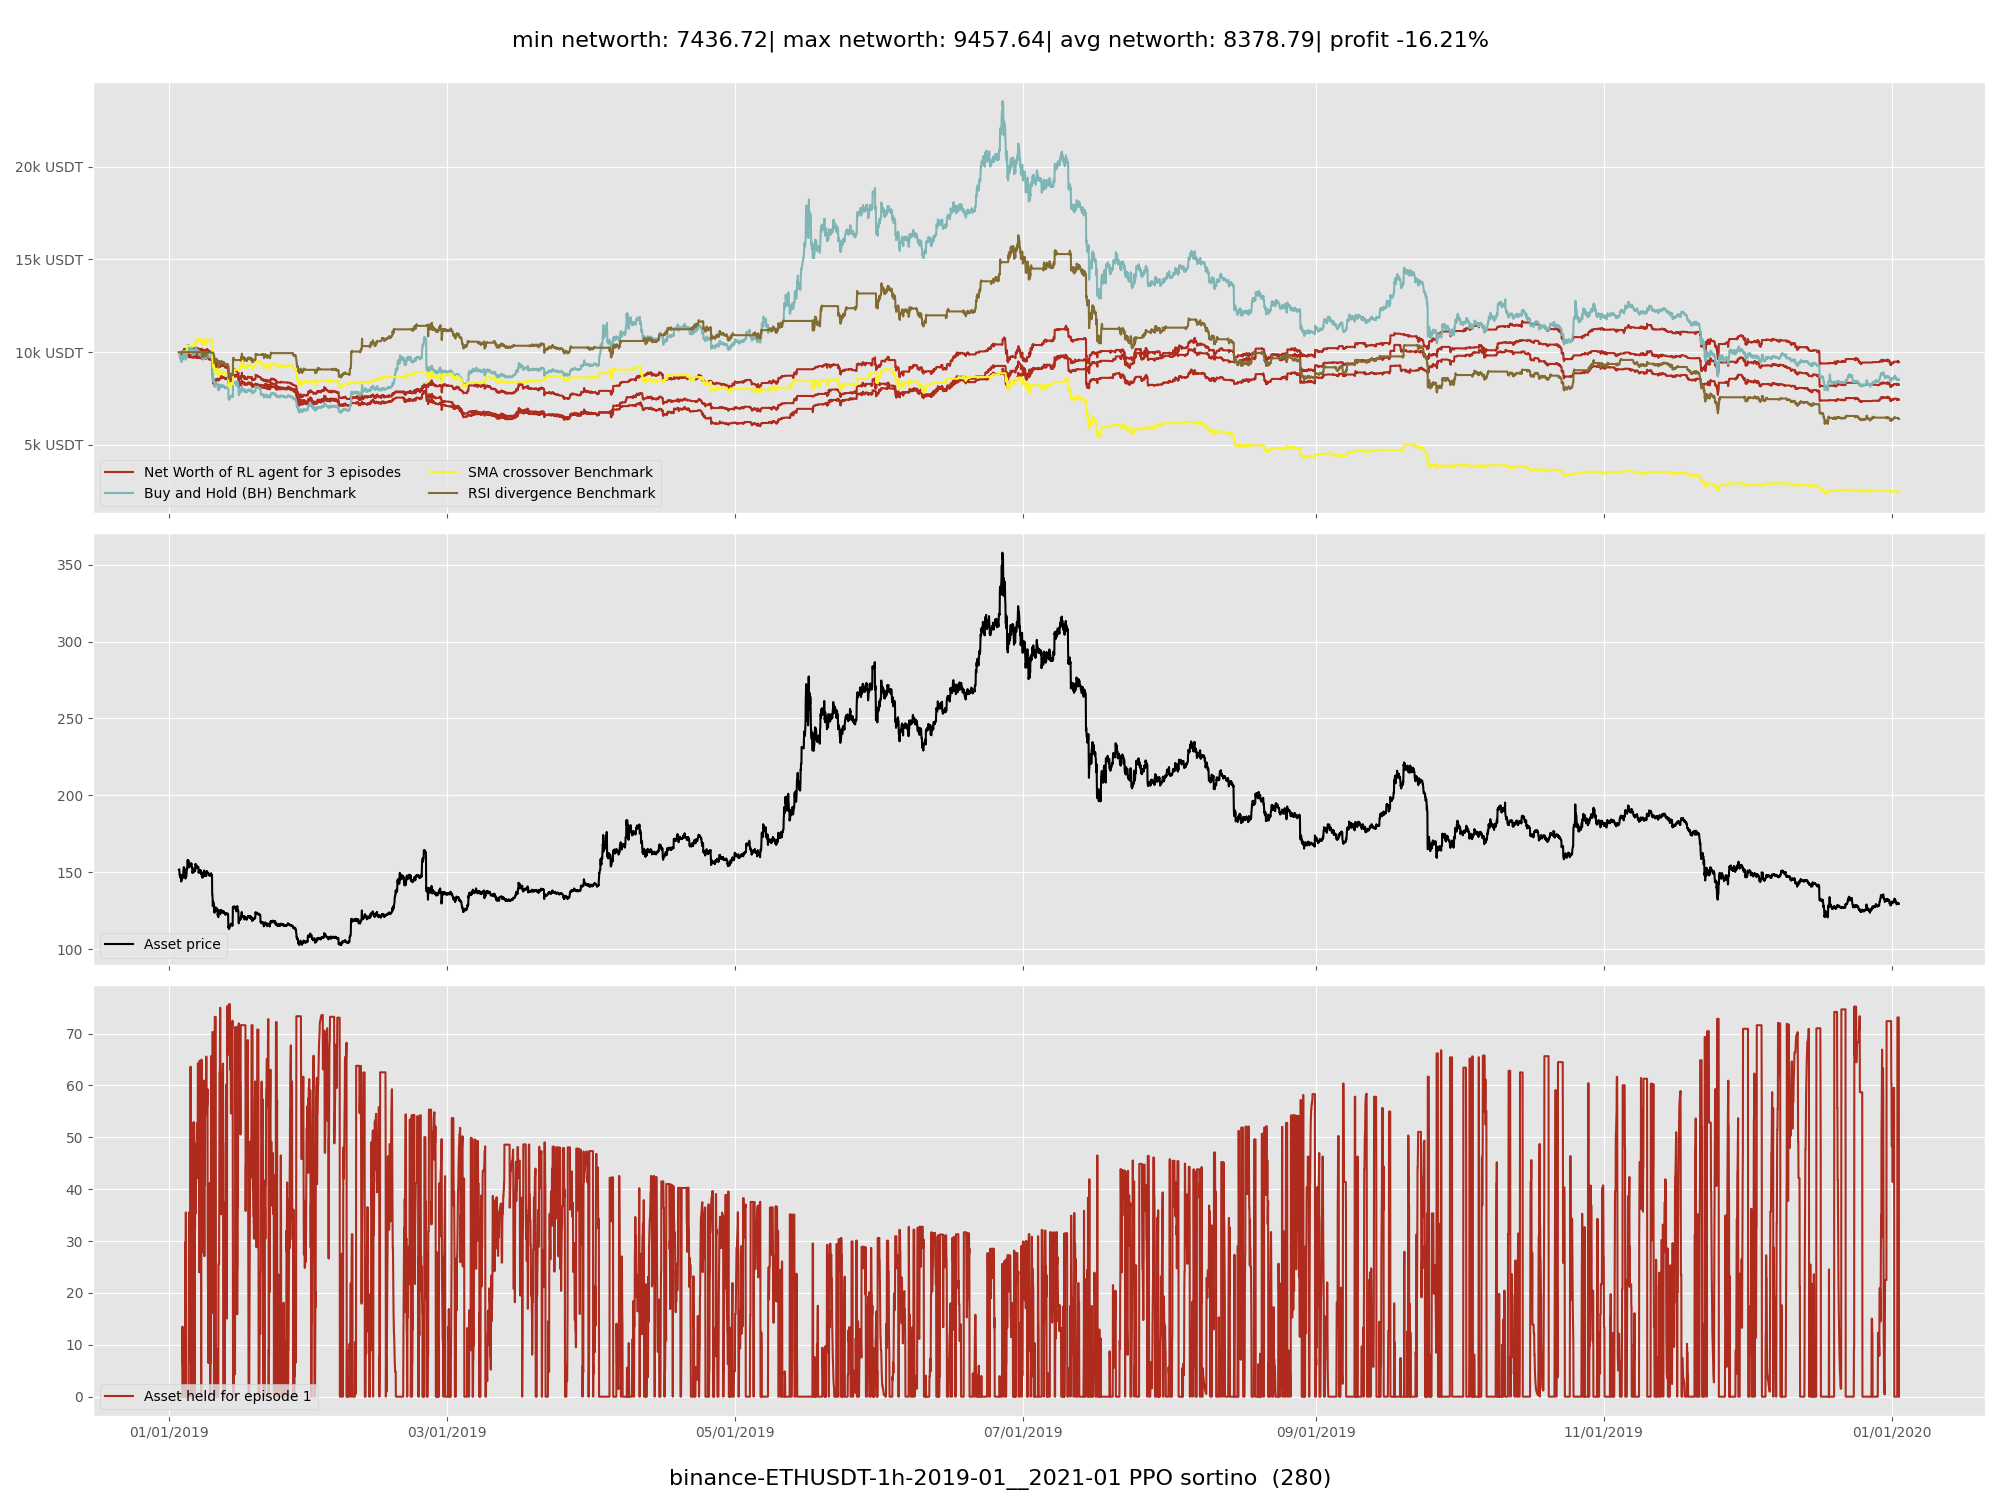 min networth: 7436.72| max networth: 9457.64| avg networth: 8378.79| profit -16.21%
20k USDT
15k USDT
10k USDT
5k USDT
Net Worth of RL agent for 3 episodes
Buy and Hold (BH) Benchmark
SMA crossover Benchmark
RSI divergence Benchmark
350
300
250
200
150
100
Asset price
70
60
50
40
30
20
10
0
Asset held for episode 1
01/01/2019 03/01/2019 05/01/2019 07/01/2019 09/01/2019 11/01/2019 01/01/2020
binance-ETHUSDT-1h-2019-01__2021-01 PPO sortino (280)